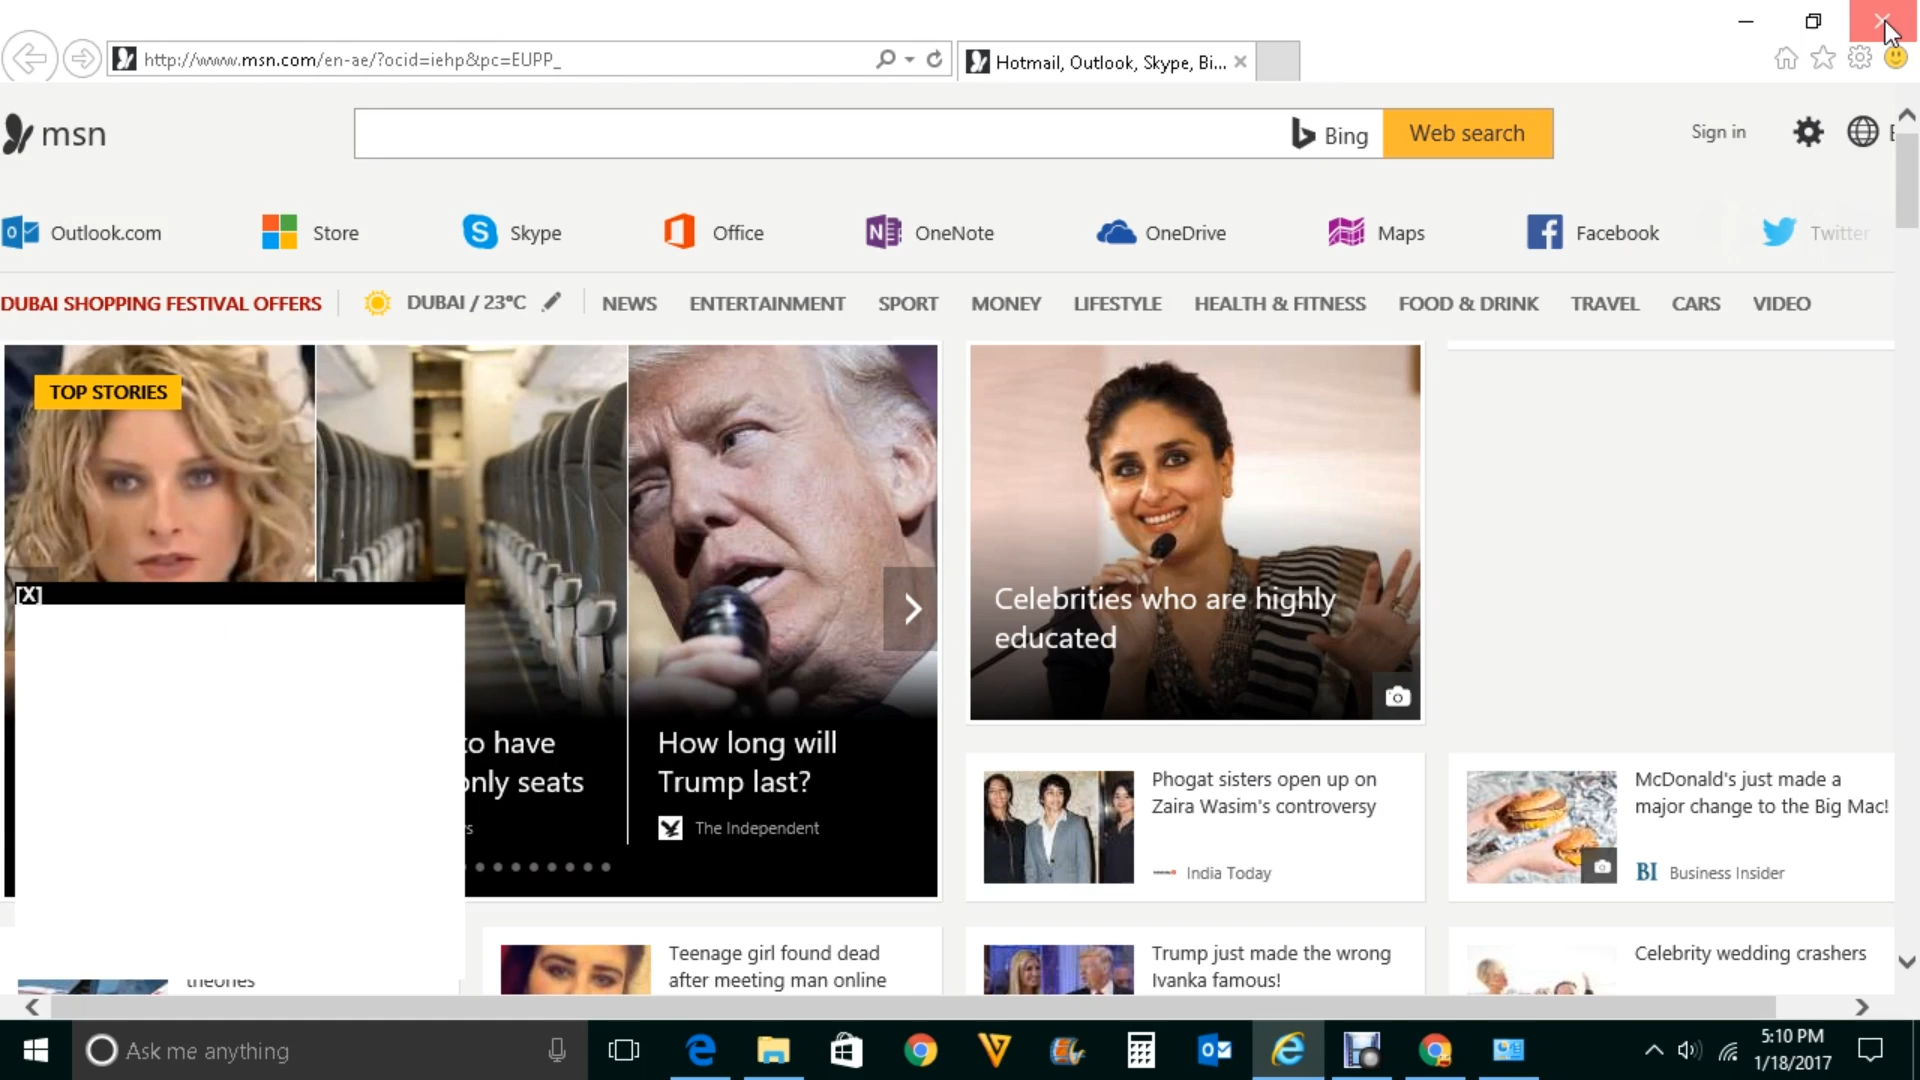 http://www.msn.com/en-ae/?ocid=iehp&pc=EUPP_
Hotmail, Outlook, Skype, Bi...
msn
Bing
Web search
Sign in
Outlook.com
Store
Skype
Office
OneNote
OneDrive
Maps
Facebook
Twitter
DUBAI SHOPPING FESTIVAL OFFERS
DUBAI / 23°C
NEWS
ENTERTAINMENT
SPORT
MONEY
LIFESTYLE
HEALTH & FITNESS
FOOD & DRINK
TRAVEL
CARS
VIDEO
TOP STORIES
[X]
to have
only seats
How long will
Trump last?
The Independent
Celebrities who are highly
educated
Phogat sisters open up on
Zaira Wasim's controversy
India Today
McDonald's just made a
major change to the Big Mac!
BI Business Insider
theories
Teenage girl found dead
after meeting man online
Trump just made the wrong
Ivanka famous!
Celebrity wedding crashers
Ask me anything
5:10 PM
1/18/2017